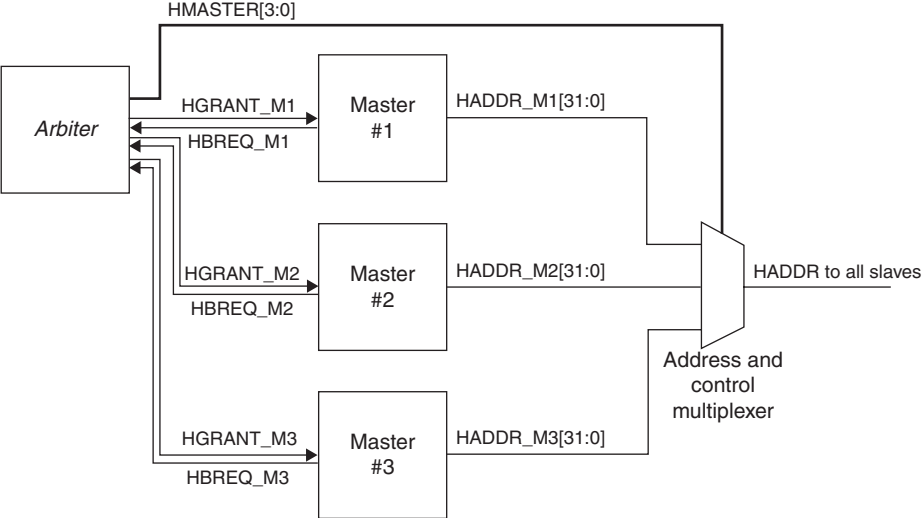 HMASTER[3:0]
Arbiter
HGRANT_M1
HBREQ_M1
Master
#1
HADDR_M1[31:0]
HGRANT_M2
HBREQ_M2
Master
#2
HADDR_M2[31:0]
HADDR to all slaves
Address and
control
multiplexer
HGRANT_M3
HBREQ_M3
Master
#3
HADDR_M3[31:0]